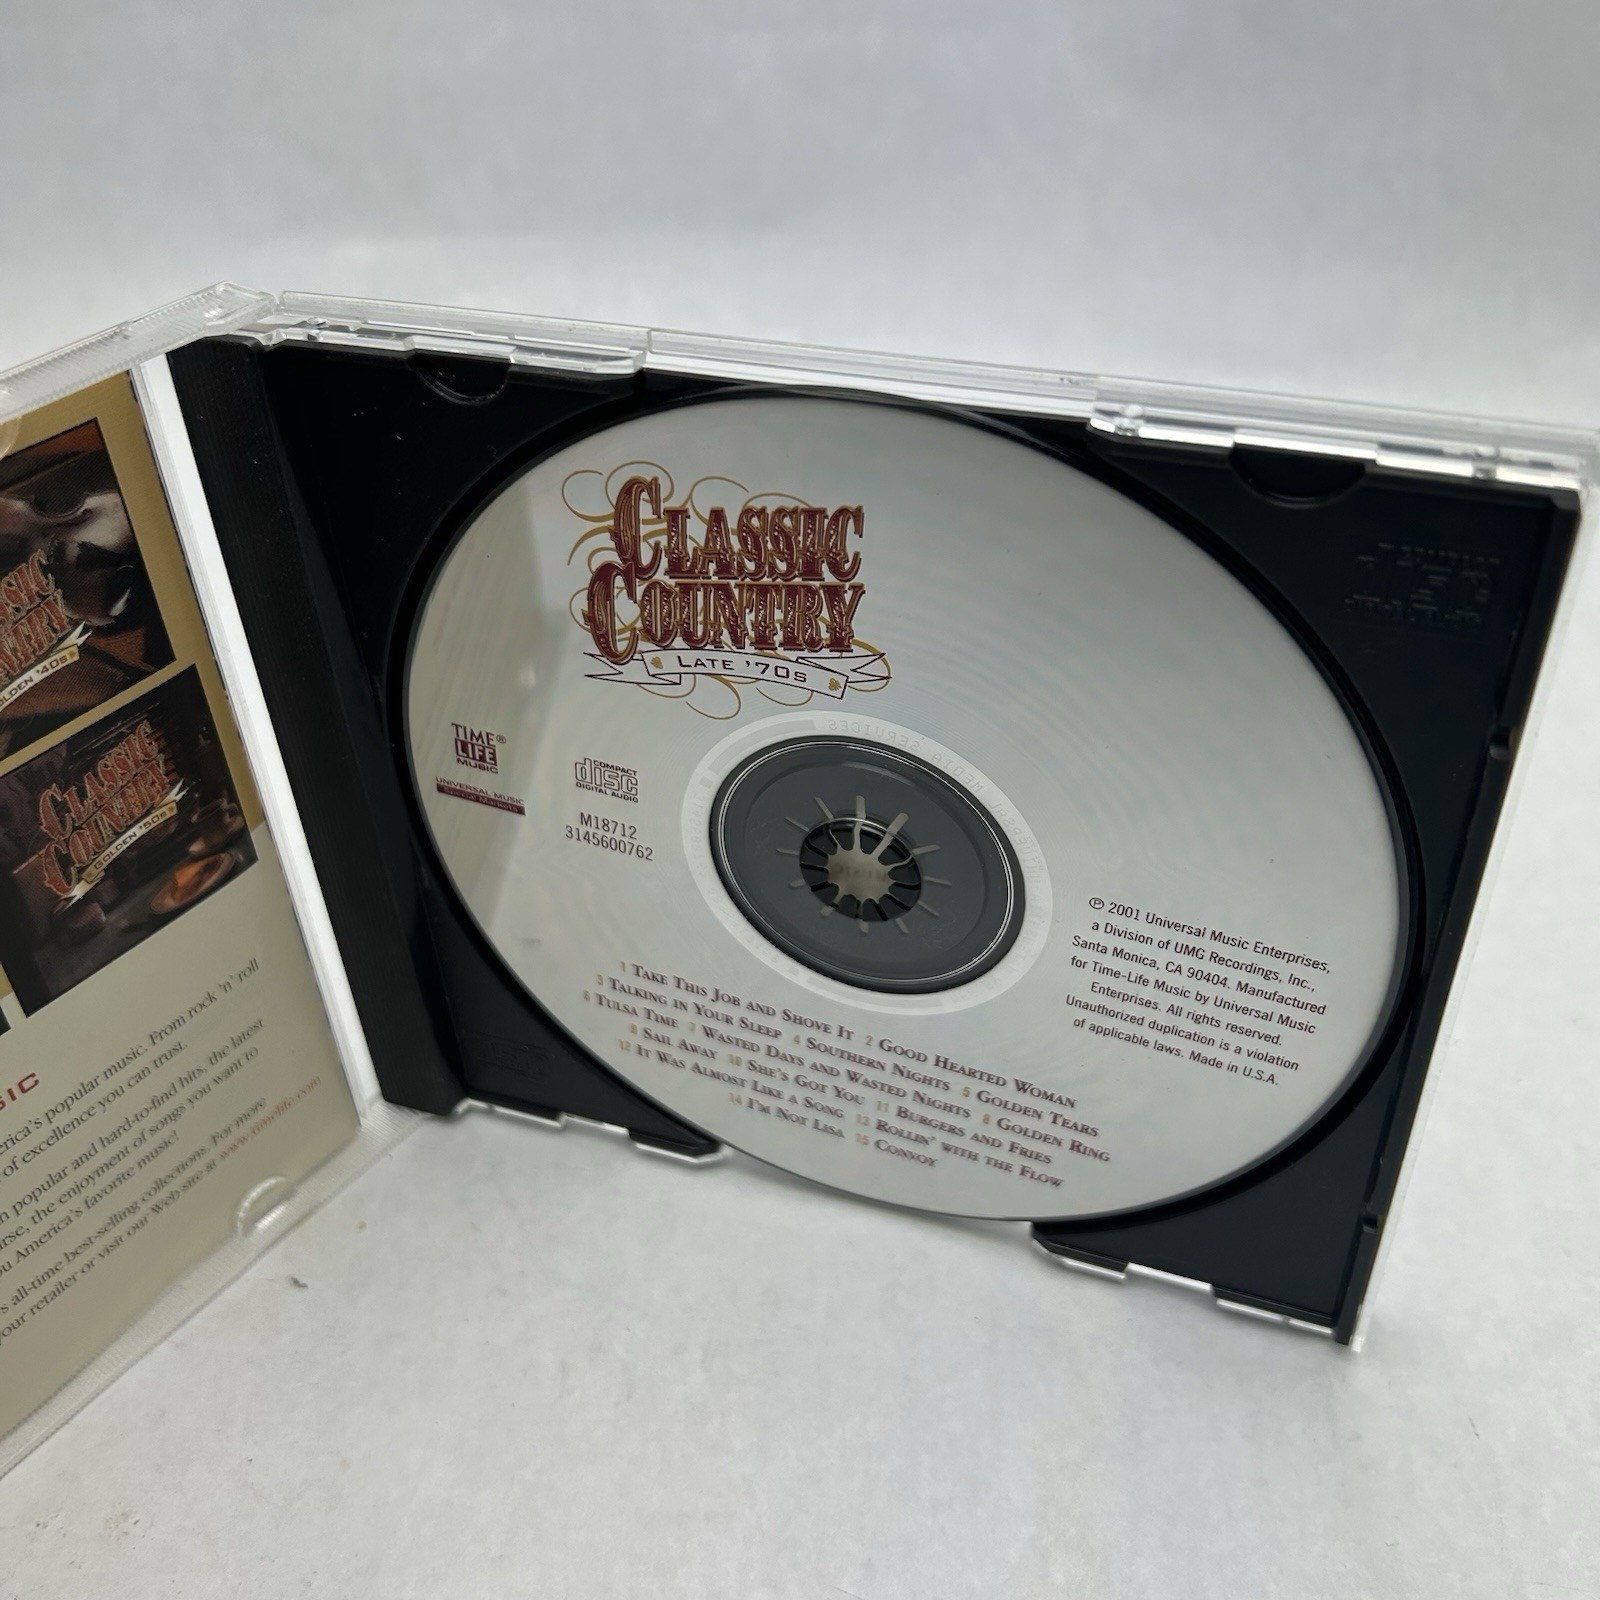 CLASSIC
COUNTRY
LATE '70s
TIME®
LIFE
MUSIC
UNIVERSAL MUSIC
Special Markets
COMPACT
disc
DIGITAL AUDIO
M18712
3145600762
℗ 2001 Universal Music Enterprises,
a Division of UMG Recordings, Inc.,
Santa Monica, CA 90404. Manufactured
for Time-Life Music by Universal Music
Enterprises. All rights reserved.
Unauthorized duplication is a violation
of applicable laws. Made in U.S.A.
1 TAKE THIS JOB AND SHOVE IT 2 GOOD HEARTED WOMAN
3 TALKING IN YOUR SLEEP 4 SOUTHERN NIGHTS 5 GOLDEN TEARS
6 TULSA TIME 7 WASTED DAYS AND WASTED NIGHTS 8 GOLDEN RING
9 SAIL AWAY 10 SHE'S GOT YOU 11 BURGERS AND FRIES
12 IT WAS ALMOST LIKE A SONG 13 ROLLIN' WITH THE FLOW
14 I'M NOT LISA 15 CONVOY
'40s
CLASSIC
COUNTRY
GOLDEN '50s
popular music. From rock 'n' roll
of excellence you can trust.
popular and hard-to-find hits, the latest
the enjoyment of songs you want to
America's favorite music!
all-time best-selling collections. For more
your retailer or visit our Web site at www.timelife.com